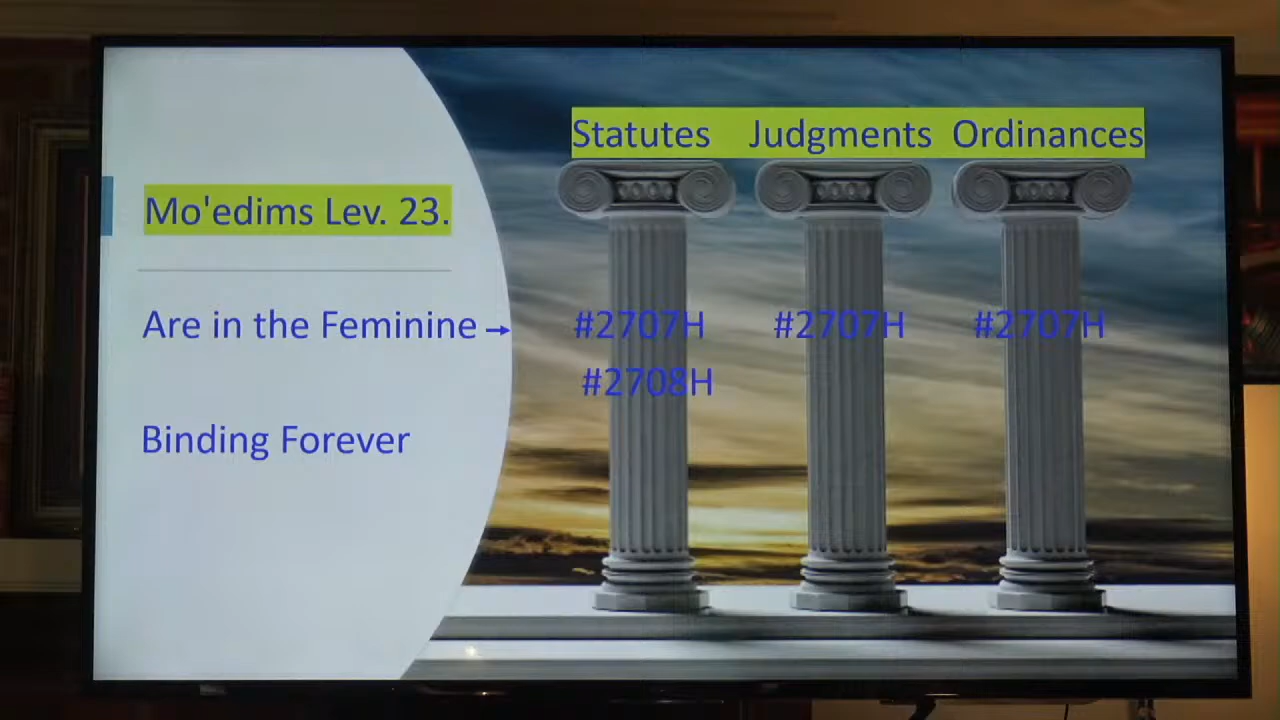 Statutes Judgments Ordinances
Mo'edims Lev. 23.
Are in the Feminine → #2707H #2707H #2707H
#2708H
Binding Forever